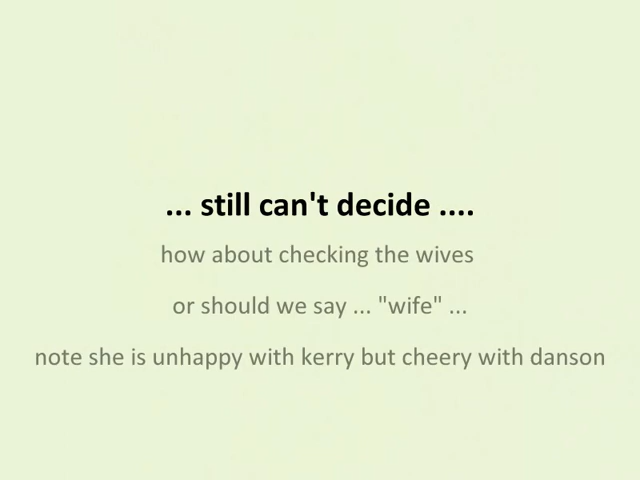 ... still can't decide ....
how about checking the wives
or should we say ... "wife" ...
note she is unhappy with kerry but cheery with danson